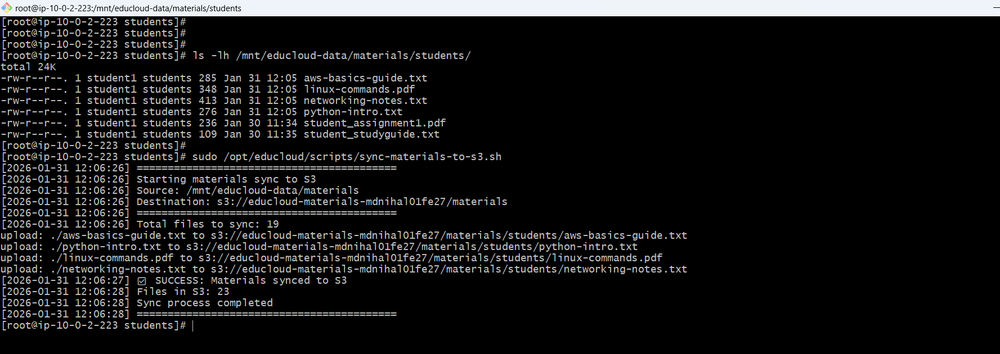 root@ip-10-0-2-223:/mnt/educloud-data/materials/students
[root@ip-10-0-2-223 students]#
[root@ip-10-0-2-223 students]#
[root@ip-10-0-2-223 students]#
[root@ip-10-0-2-223 students]# ls -lh /mnt/educloud-data/materials/students/
total 24K
-rw-r--r--. 1 student1 students 285 Jan 31 12:05 aws-basics-guide.txt
-rw-r--r--. 1 student1 students 348 Jan 31 12:05 linux-commands.pdf
-rw-r--r--. 1 student1 students 413 Jan 31 12:05 networking-notes.txt
-rw-r--r--. 1 student1 students 276 Jan 31 12:05 python-intro.txt
-rw-r--r--. 1 student1 students 236 Jan 30 11:34 student_assignment1.pdf
-rw-r--r--. 1 student1 students 109 Jan 30 11:35 student_studyguide.txt
[root@ip-10-0-2-223 students]#
[root@ip-10-0-2-223 students]# sudo /opt/educloud/scripts/sync-materials-to-s3.sh
[2026-01-31 12:06:26] ==========================================
[2026-01-31 12:06:26] Starting materials sync to S3
[2026-01-31 12:06:26] Source: /mnt/educloud-data/materials
[2026-01-31 12:06:26] Destination: s3://educloud-materials-mdnihal01fe27/materials
[2026-01-31 12:06:26] ==========================================
[2026-01-31 12:06:26] Total files to sync: 19
upload: ./aws-basics-guide.txt to s3://educloud-materials-mdnihal01fe27/materials/students/aws-basics-guide.txt
upload: ./python-intro.txt to s3://educloud-materials-mdnihal01fe27/materials/students/python-intro.txt
upload: ./linux-commands.pdf to s3://educloud-materials-mdnihal01fe27/materials/students/linux-commands.pdf
upload: ./networking-notes.txt to s3://educloud-materials-mdnihal01fe27/materials/students/networking-notes.txt
[2026-01-31 12:06:27] ☑ SUCCESS: Materials synced to S3
[2026-01-31 12:06:28] Files in S3: 23
[2026-01-31 12:06:28] Sync process completed
[2026-01-31 12:06:28] ==========================================
[root@ip-10-0-2-223 students]#